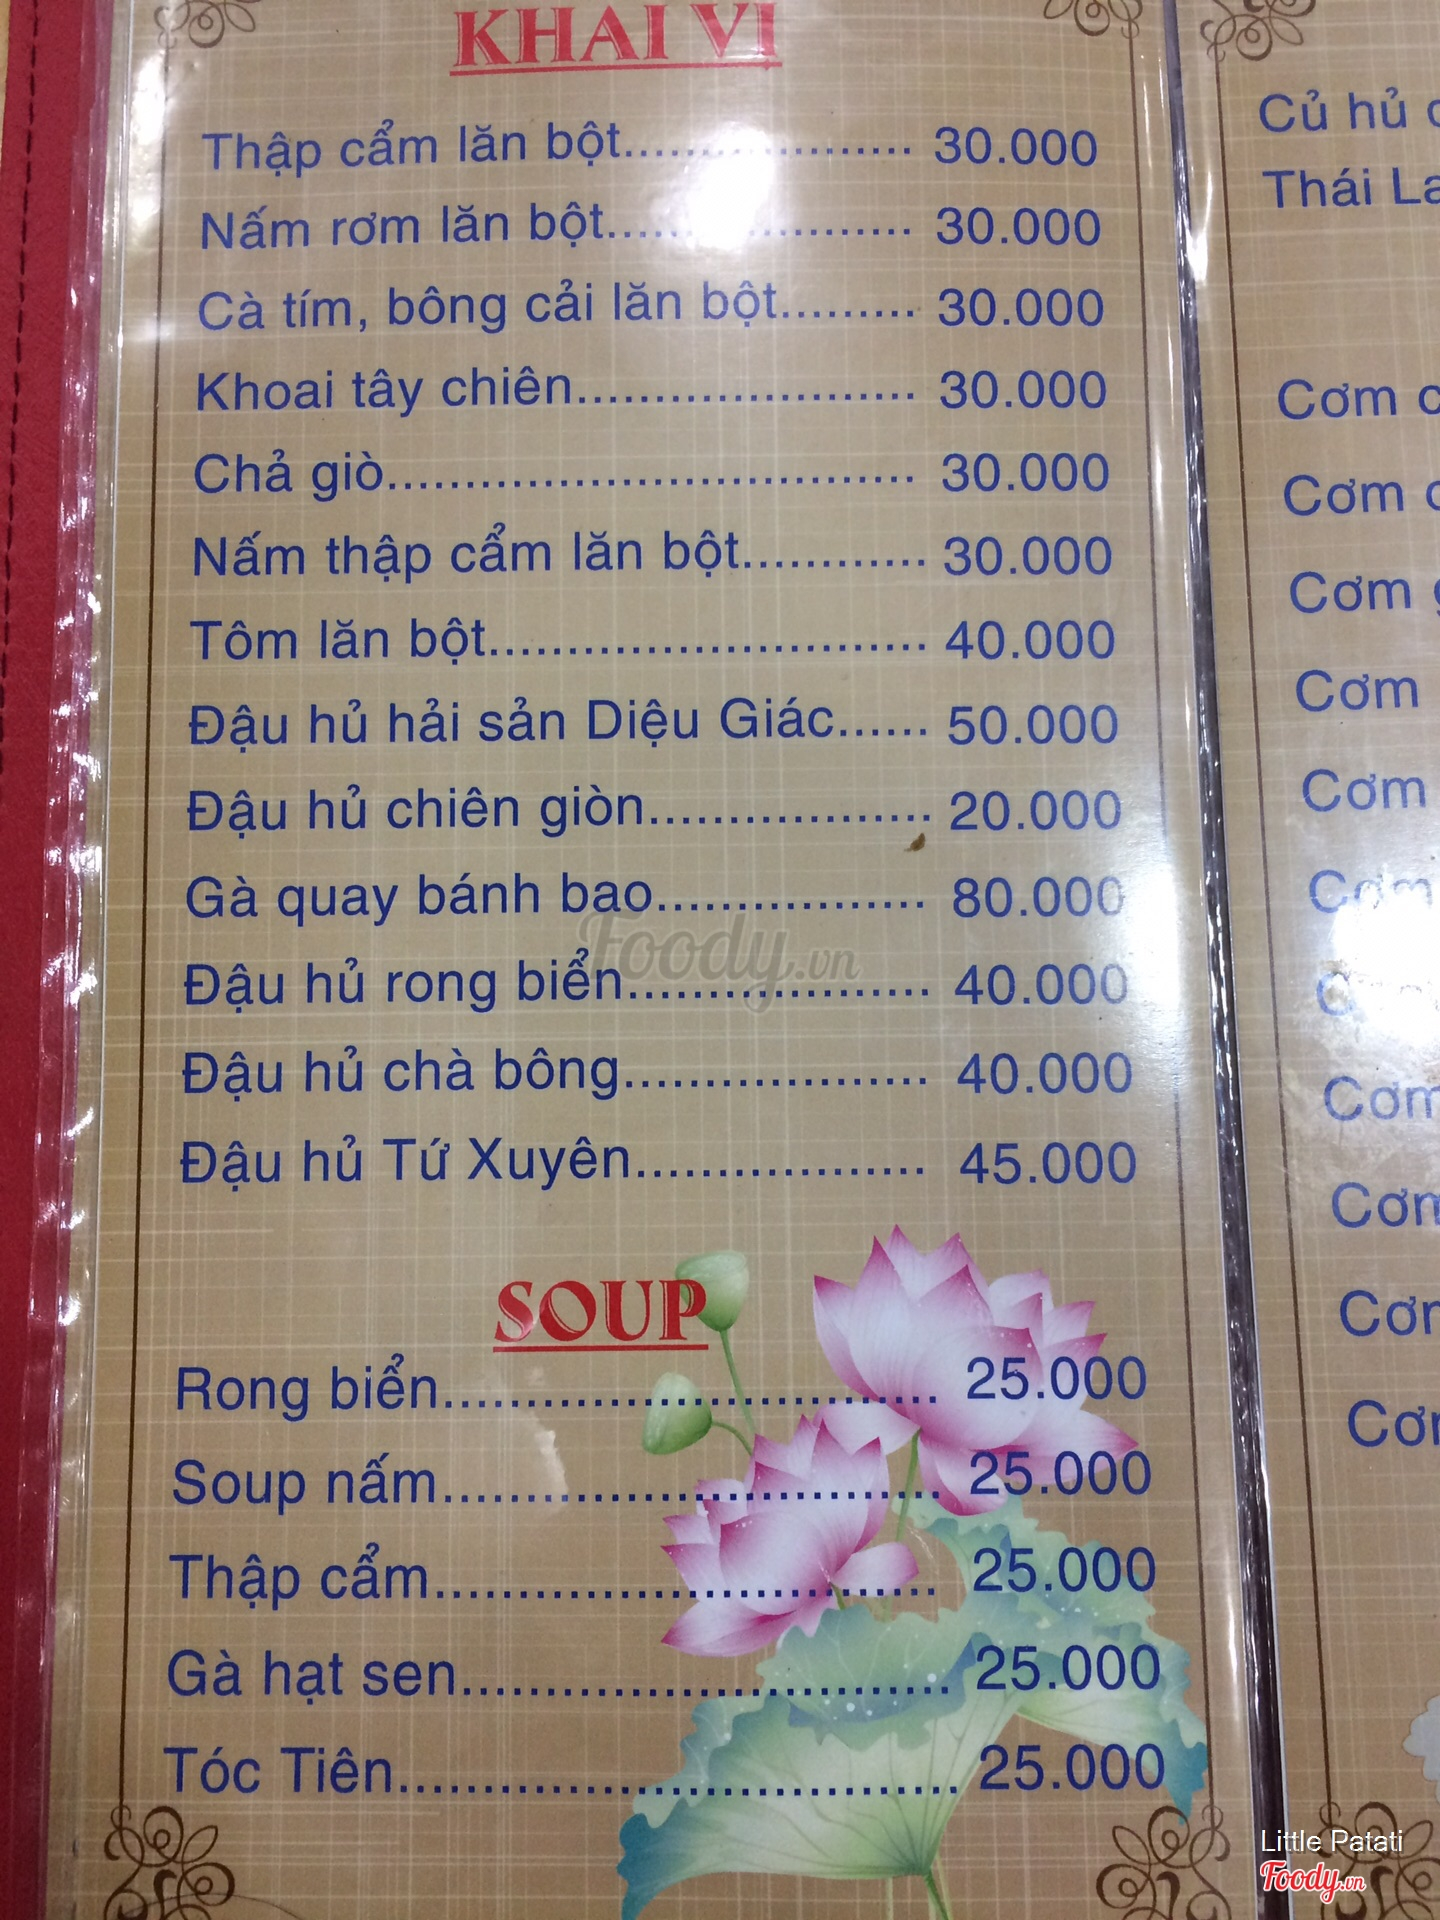 KHAI VỊ
Thập cẩm lăn bột.................... 30.000
Nấm rơm lăn bột.................... 30.000
Cà tím, bông cải lăn bột......... 30.000
Khoai tây chiên...................... 30.000
Chả giò.................................. 30.000
Nấm thập cẩm lăn bột............ 30.000
Tôm lăn bột............................ 40.000
Đậu hủ hải sản Diệu Giác...... 50.000
Đậu hủ chiên giòn.................. 20.000
Gà quay bánh bao................. 80.000
Đậu hủ rong biển................... 40.000
Đậu hủ chà bông................... 40.000
Đậu hủ Tứ Xuyên.................. 45.000
SOUP
Rong biển.............................. 25.000
Soup nấm.............................. 25.000
Thập cẩm.............................. 25.000
Gà hạt sen............................. 25.000
Tóc Tiên................................. 25.000
Củ hủ
Thái
Cơm
Cơm
Cơm
Cơm
Cơm
Cơm
Cơm
Foody.vn
Little Patati
Foody.vn